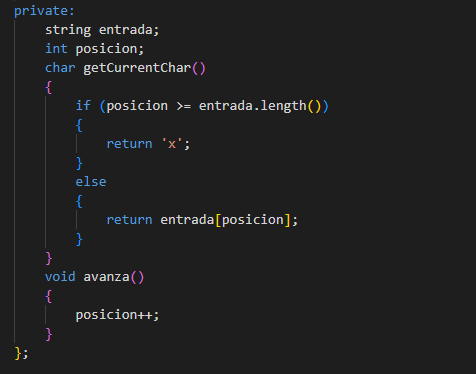 private:
    string entrada;
    int posicion;
    char getCurrentChar()
    {
        if (posicion >= entrada.length())
        {
            return 'x';
        }
        else
        {
            return entrada[posicion];
        }
    }
    void avanza()
    {
        posicion++;
    }
};